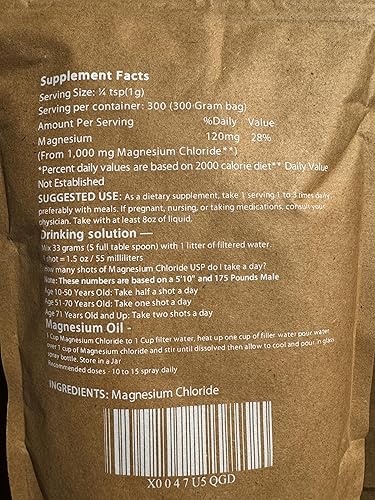 Supplement Facts
Serving Size: ¼ tsp(1g)
Serving per container: 300 (300 Gram bag)
Amount Per Serving %Daily Value
Magnesium 120mg 28%
(From 1,000 mg Magnesium Chloride**)
*Percent daily values are based on 2000 calorie diet** Daily Value
Not Established
SUGGESTED USE: As a dietary supplement, take 1 serving 1 to 3 times daily
preferably with meals. If pregnant, nursing, or taking medications, consult your
physician. Take with at least 8oz of liquid.
Drinking solution —
Mix 33 grams (5 full table spoon) with 1 liter of filtered water.
1 shot = 1.5 oz / 55 milliliters
How many shots of Magnesium Chloride USP do I take a day?
Note: These numbers are based on a 5'10" and 175 Pounds Male
Age 10-50 Years Old: Take half a shot a day
Age 51-70 Years Old: Take one shot a day
Age 71 Years Old and Up: Take two shots a day
Magnesium Oil -
1 Cup Magnesium Chloride to 1 Cup filter water, heat up one cup of filler water pour water
over 1 cup of Magnesium chloride and stir until dissolved then allow to cool and pour in glass
spray bottle. Store in a Jar
Recommended doses - 10 to 15 spray daily
INGREDIENTS: Magnesium Chloride
X0047U5QGD